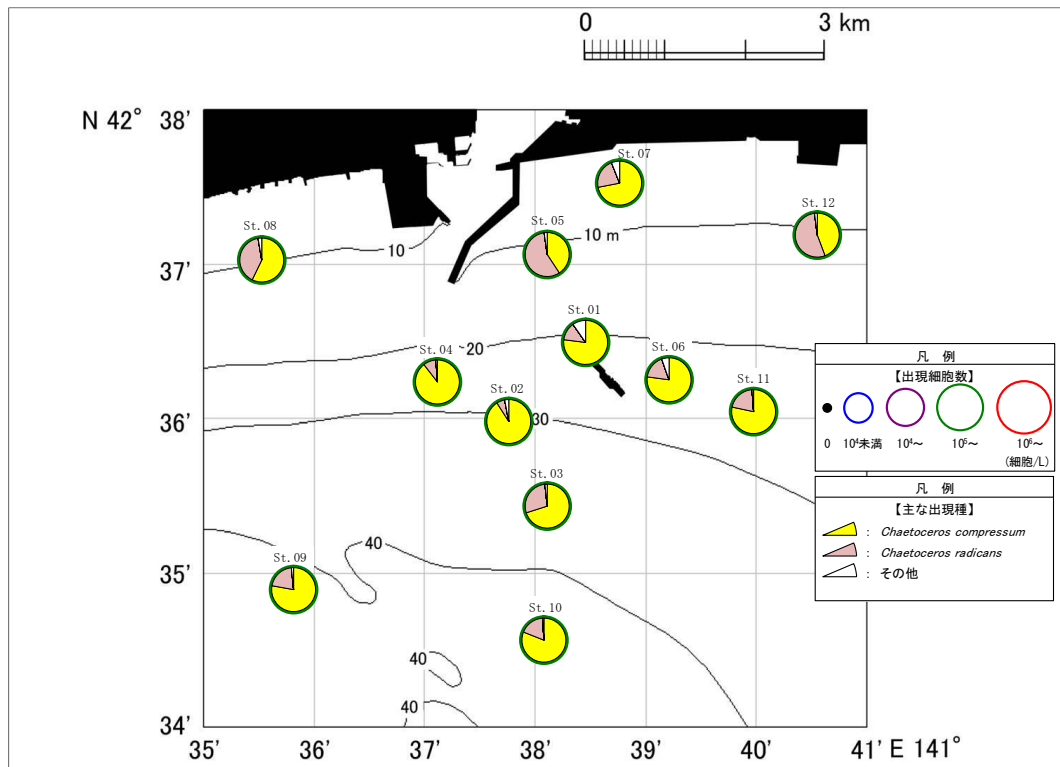 0 3 km
N 42° 38'
St.07
St.12
St.08
St.05
10 m
10
37'
St.01
20
St.04
St.06
St.11
St.02
30
36'
凡 例
【出現細胞数】
0 10⁴未満 10⁴～ 10⁵～ 10⁶～
(細胞/L)
凡 例
【主な出現種】
: Chaetoceros compressum
: Chaetoceros radicans
: その他
St.03
40
St.09
35'
St.10
40
40
34'
35' 36' 37' 38' 39' 40' 41' E 141°